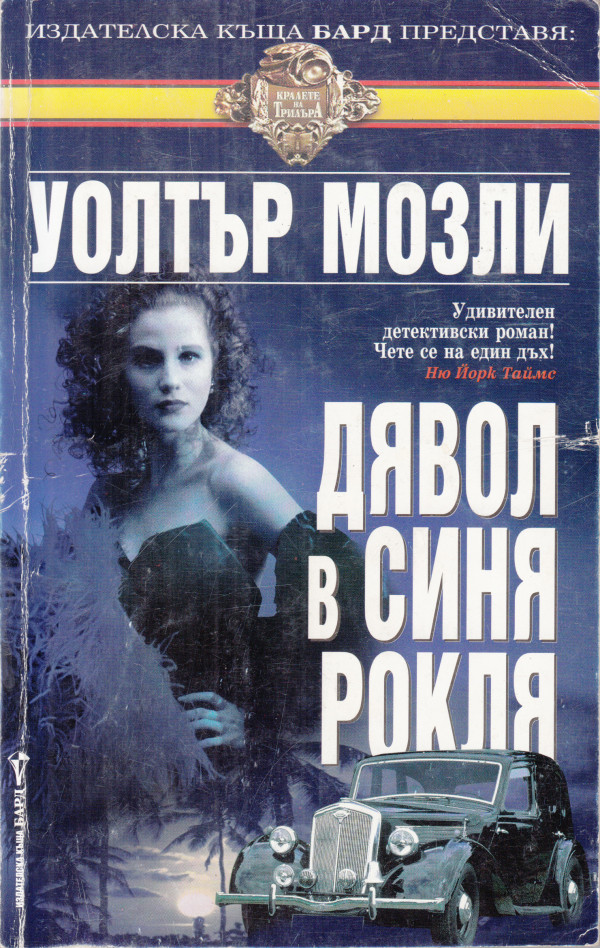 ИЗДАТЕЛСКА КЪЩА БАРД ПРЕДСТАВЯ:
КРАЛЕТЕ
НА
ТРИЛЪРА
УОЛТЪР МОЗЛИ
Удивителен
детективски роман!
Чете се на един дъх!
Ню Йорк Таймс
ДЯВОЛ
В СИНЯ
РОКЛЯ
ИЗДАТЕЛСКА КЪЩА БАРД